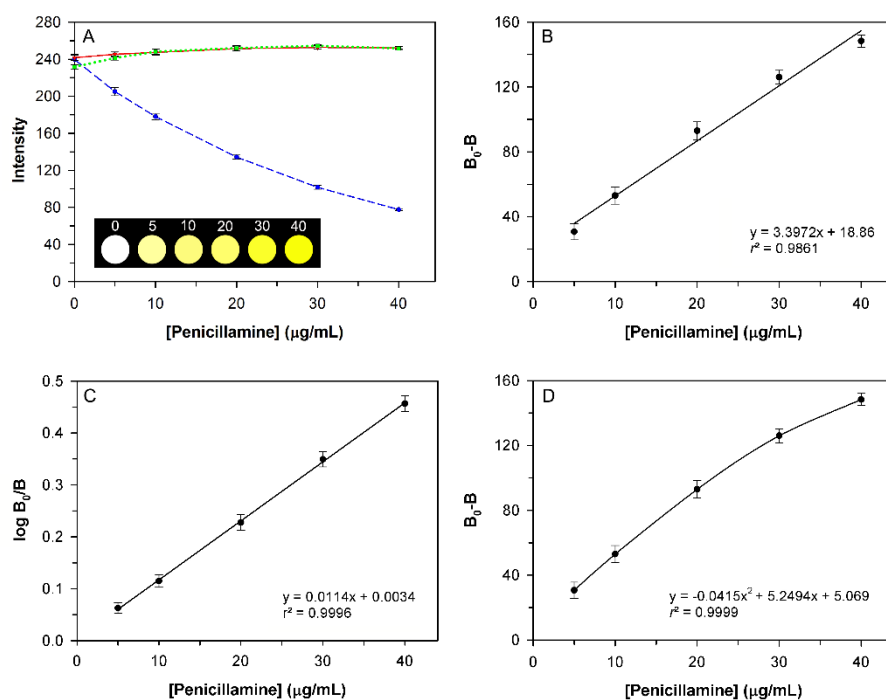 A
Intensity
280
240
200
160
120
80
40
0
0 5 10 20 30 40
0 10 20 30 40
[Penicillamine] (µg/mL)
B
B₀-B
160
120
80
40
0
y = 3.3972x + 18.86
r² = 0.9861
0 10 20 30 40
[Penicillamine] (µg/mL)
C
log B₀/B
0.5
0.4
0.3
0.2
0.1
0.0
y = 0.0114x + 0.0034
r² = 0.9996
0 10 20 30 40
[Penicillamine] (µg/mL)
D
B₀-B
160
120
80
40
0
y = -0.0415x² + 5.2494x + 5.069
r² = 0.9999
0 10 20 30 40
[Penicillamine] (µg/mL)